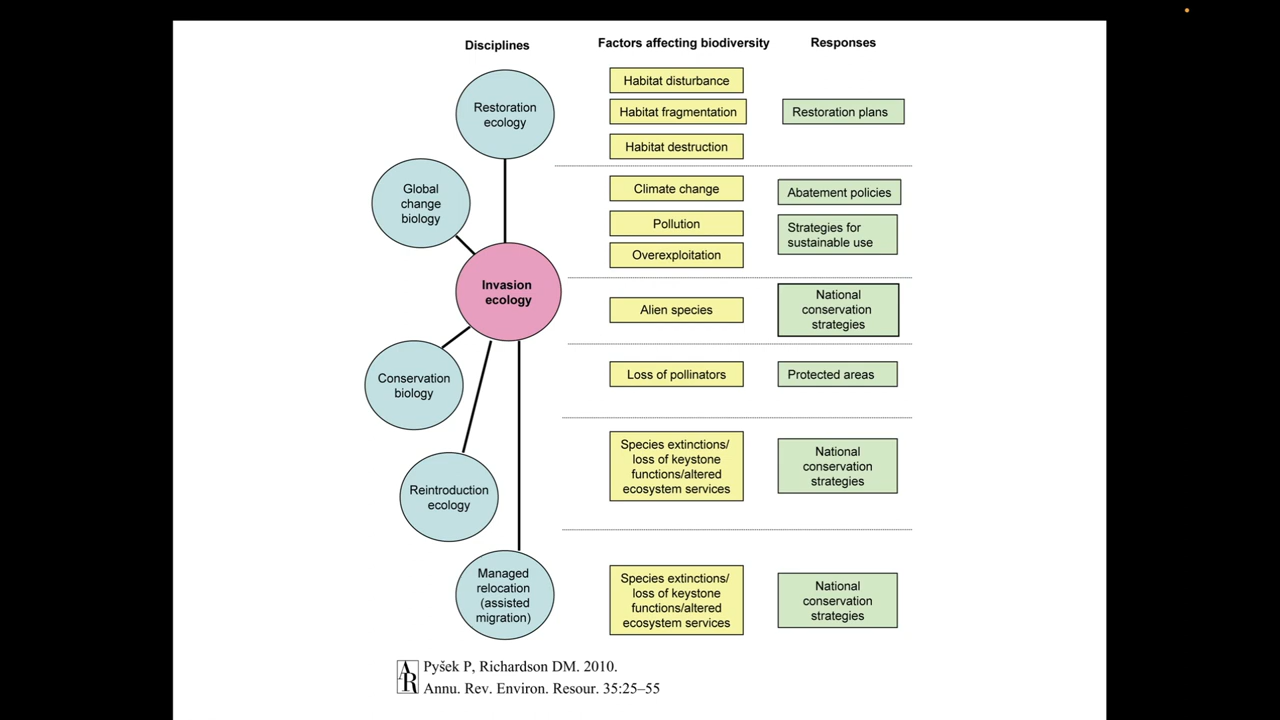 Disciplines
Factors affecting biodiversity
Responses
Restoration
ecology
Habitat disturbance
Habitat fragmentation
Habitat destruction
Restoration plans
Global
change
biology
Climate change
Pollution
Overexploitation
Abatement policies
Strategies for
sustainable use
Invasion
ecology
Alien species
National
conservation
strategies
Conservation
biology
Loss of pollinators
Protected areas
Reintroduction
ecology
Species extinctions/
loss of keystone
functions/altered
ecosystem services
National
conservation
strategies
Managed
relocation
(assisted
migration)
Species extinctions/
loss of keystone
functions/altered
ecosystem services
National
conservation
strategies
AR
Pyšek P, Richardson DM. 2010.
Annu. Rev. Environ. Resour. 35:25–55